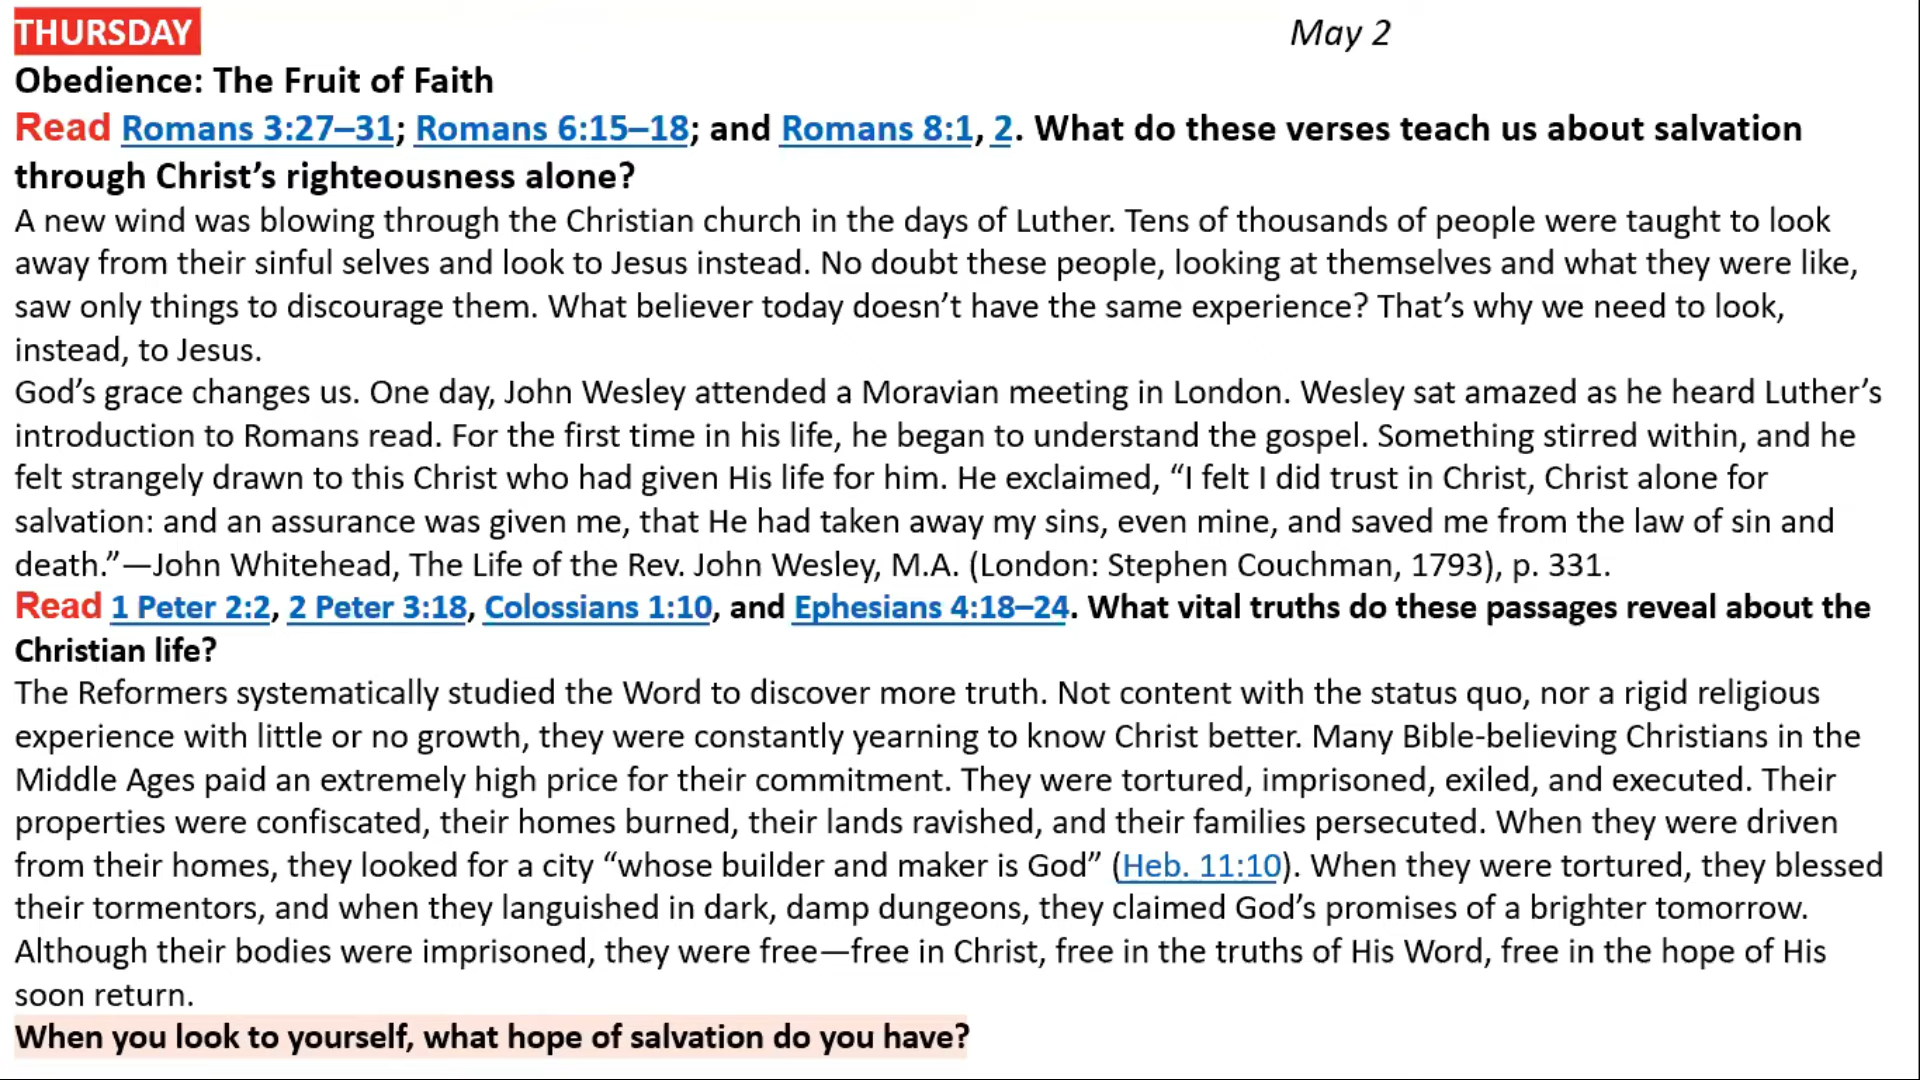 THURSDAY May 2
Obedience: The Fruit of Faith
Read Romans 3:27–31; Romans 6:15–18; and Romans 8:1, 2. What do these verses teach us about salvation
through Christ’s righteousness alone?
A new wind was blowing through the Christian church in the days of Luther. Tens of thousands of people were taught to look
away from their sinful selves and look to Jesus instead. No doubt these people, looking at themselves and what they were like,
saw only things to discourage them. What believer today doesn’t have the same experience? That’s why we need to look,
instead, to Jesus.
God’s grace changes us. One day, John Wesley attended a Moravian meeting in London. Wesley sat amazed as he heard Luther’s
introduction to Romans read. For the first time in his life, he began to understand the gospel. Something stirred within, and he
felt strangely drawn to this Christ who had given His life for him. He exclaimed, “I felt I did trust in Christ, Christ alone for
salvation: and an assurance was given me, that He had taken away my sins, even mine, and saved me from the law of sin and
death.”—John Whitehead, The Life of the Rev. John Wesley, M.A. (London: Stephen Couchman, 1793), p. 331.
Read 1 Peter 2:2, 2 Peter 3:18, Colossians 1:10, and Ephesians 4:18–24. What vital truths do these passages reveal about the
Christian life?
The Reformers systematically studied the Word to discover more truth. Not content with the status quo, nor a rigid religious
experience with little or no growth, they were constantly yearning to know Christ better. Many Bible-believing Christians in the
Middle Ages paid an extremely high price for their commitment. They were tortured, imprisoned, exiled, and executed. Their
properties were confiscated, their homes burned, their lands ravished, and their families persecuted. When they were driven
from their homes, they looked for a city “whose builder and maker is God” (Heb. 11:10). When they were tortured, they blessed
their tormentors, and when they languished in dark, damp dungeons, they claimed God’s promises of a brighter tomorrow.
Although their bodies were imprisoned, they were free—free in Christ, free in the truths of His Word, free in the hope of His
soon return.
When you look to yourself, what hope of salvation do you have?